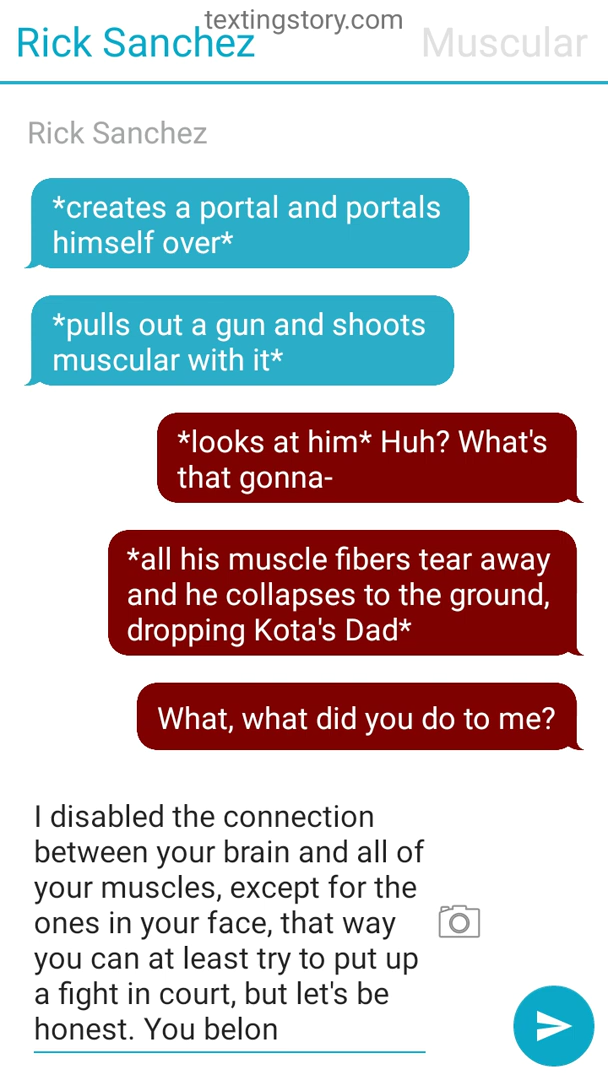 textingstory.com
Rick Sanchez
Muscular
Rick Sanchez
*creates a portal and portals
himself over*
*pulls out a gun and shoots
muscular with it*
*looks at him* Huh? What's
that gonna-
*all his muscle fibers tear away
and he collapses to the ground,
dropping Kota's Dad*
What, what did you do to me?
I disabled the connection
between your brain and all of
your muscles, except for the
ones in your face, that way
you can at least try to put up
a fight in court, but let's be
honest. You belon